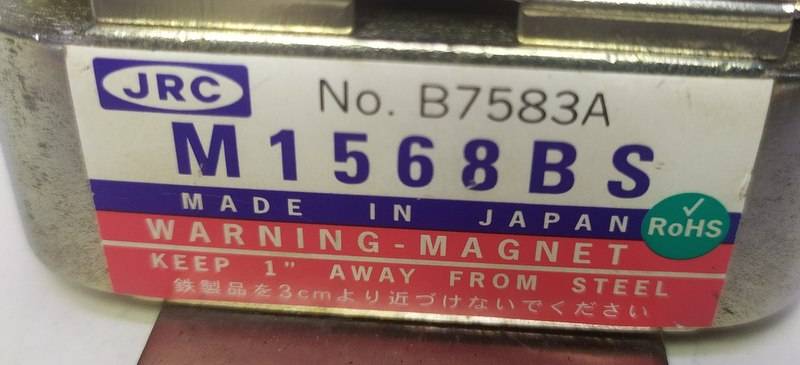 JRC No. B7583A
M1568BS
MADE IN JAPAN
RoHS
WARNING-MAGNET
KEEP 1" AWAY FROM STEEL
鉄製品を3cmより近づけないでください